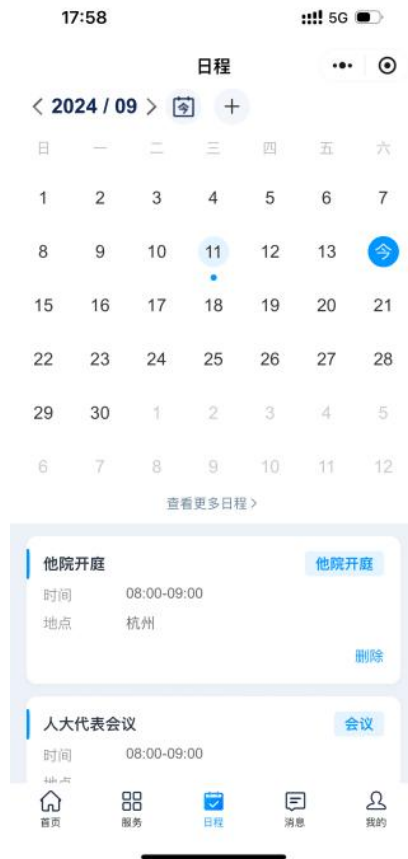 17:58 5G
日程
2024 / 09 今
日 一 二 三 四 五 六
1 2 3 4 5 6 7
8 9 10 11 12 13 今
15 16 17 18 19 20 21
22 23 24 25 26 27 28
29 30 1 2 3 4 5
6 7 8 9 10 11 12
查看更多日程 >
他院开庭 他院开庭
时间 08:00-09:00
地点 杭州
删除
人大代表会议 会议
时间 08:00-09:00
地点
首页 服务 日程 消息 我的